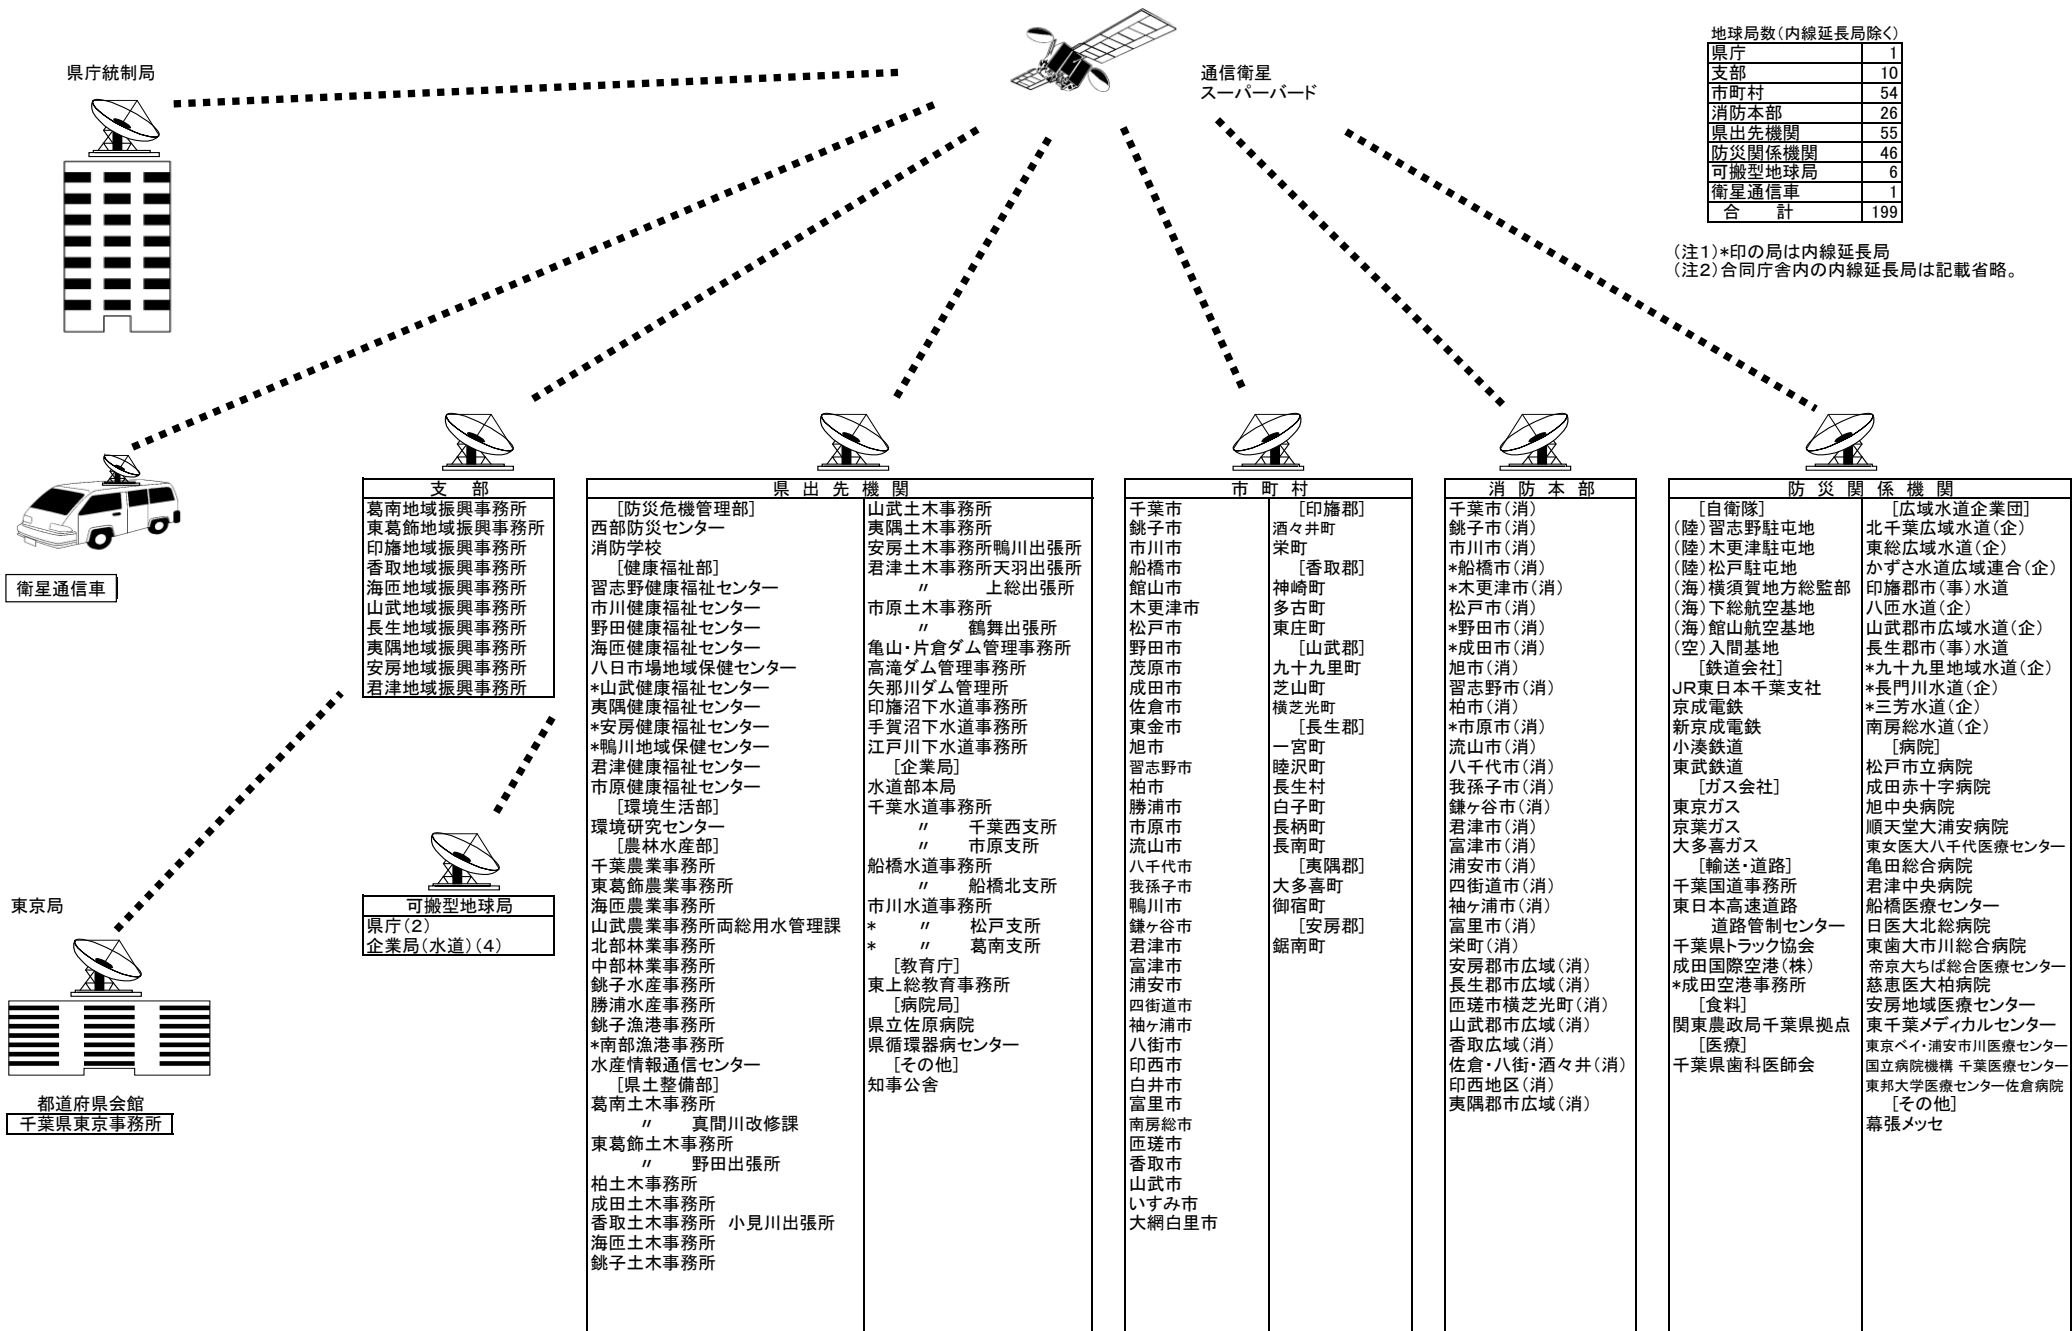 県庁統制局
通信衛星
スーパーバード
地球局数(内線延長局除く)
県庁 1
支部 10
市町村 54
消防本部 26
県出先機関 55
防災関係機関 46
可搬型地球局 6
衛星通信車 1
合 計 199
(注1)*印の局は内線延長局
(注2)合同庁舎内の内線延長局は記載省略。
衛星通信車
支 部
葛南地域振興事務所
東葛飾地域振興事務所
印旛地域振興事務所
香取地域振興事務所
海匝地域振興事務所
山武地域振興事務所
長生地域振興事務所
夷隅地域振興事務所
安房地域振興事務所
君津地域振興事務所
可搬型地球局
県庁(2)
企業局(水道)(4)
東京局
都道府県会館
千葉県東京事務所
県 出 先 機 関
[防災危機管理部]
西部防災センター
消防学校
[健康福祉部]
習志野健康福祉センター
市川健康福祉センター
野田健康福祉センター
海匝健康福祉センター
八日市場地域保健センター
*山武健康福祉センター
夷隅健康福祉センター
*安房健康福祉センター
*鴨川地域保健センター
君津健康福祉センター
市原健康福祉センター
[環境生活部]
環境研究センター
[農林水産部]
千葉農業事務所
東葛飾農業事務所
海匝農業事務所
山武農業事務所両総用水管理課
北部林業事務所
中部林業事務所
銚子水産事務所
勝浦水産事務所
銚子漁港事務所
*南部漁港事務所
水産情報通信センター
[県土整備部]
葛南土木事務所
〃 真間川改修課
東葛飾土木事務所
〃 野田出張所
柏土木事務所
成田土木事務所
香取土木事務所 小見川出張所
海匝土木事務所
銚子土木事務所
山武土木事務所
夷隅土木事務所
安房土木事務所鴨川出張所
君津土木事務所天羽出張所
〃 上総出張所
市原土木事務所
〃 鶴舞出張所
亀山・片倉ダム管理事務所
高滝ダム管理事務所
矢那川ダム管理所
印旛沼下水道事務所
手賀沼下水道事務所
江戸川下水道事務所
[企業局]
水道部本局
千葉水道事務所
〃 千葉西支所
〃 市原支所
船橋水道事務所
〃 船橋北支所
市川水道事務所
* 〃 松戸支所
* 〃 葛南支所
[教育庁]
東上総教育事務所
[病院局]
県立佐原病院
県循環器病センター
[その他]
知事公舎
市 町 村
千葉市
銚子市
市川市
船橋市
館山市
木更津市
松戸市
野田市
茂原市
成田市
佐倉市
東金市
旭市
習志野市
柏市
勝浦市
市原市
流山市
八千代市
我孫子市
鴨川市
鎌ヶ谷市
君津市
富津市
浦安市
四街道市
袖ヶ浦市
八街市
印西市
白井市
富里市
南房総市
匝瑳市
香取市
山武市
いすみ市
大網白里市
[印旛郡]
酒々井町
栄町
[香取郡]
神崎町
多古町
東庄町
[山武郡]
九十九里町
芝山町
横芝光町
[長生郡]
一宮町
睦沢町
長生村
白子町
長柄町
長南町
[夷隅郡]
大多喜町
御宿町
[安房郡]
鋸南町
消 防 本 部
千葉市(消)
銚子市(消)
市川市(消)
*船橋市(消)
*木更津市(消)
松戸市(消)
*野田市(消)
*成田市(消)
旭市(消)
習志野市(消)
柏市(消)
*市原市(消)
流山市(消)
八千代市(消)
我孫子市(消)
鎌ヶ谷市(消)
君津市(消)
富津市(消)
浦安市(消)
四街道市(消)
袖ヶ浦市(消)
富里市(消)
栄町(消)
安房郡市広域(消)
長生郡市広域(消)
匝瑳市横芝光町(消)
山武郡市広域(消)
香取広域(消)
佐倉・八街・酒々井(消)
印西地区(消)
夷隅郡市広域(消)
防 災 関 係 機 関
[自衛隊]
(陸)習志野駐屯地
(陸)木更津駐屯地
(陸)松戸駐屯地
(海)横須賀地方総監部
(海)下総航空基地
(海)館山航空基地
(空)入間基地
[鉄道会社]
JR東日本千葉支社
京成電鉄
新京成電鉄
小湊鉄道
東武鉄道
[ガス会社]
東京ガス
京葉ガス
大多喜ガス
[輸送・道路]
千葉国道事務所
東日本高速道路
道路管制センター
千葉県トラック協会
成田国際空港(株)
*成田空港事務所
[食料]
関東農政局千葉県拠点
[医療]
千葉県歯科医師会
[広域水道企業団]
北千葉広域水道(企)
東総広域水道(企)
かずさ水道広域連合(企)
印旛郡市(事)水道
八匝水道(企)
山武郡市広域水道(企)
長生郡市(事)水道
*九十九里地域水道(企)
*長門川水道(企)
*三芳水道(企)
南房総水道(企)
[病院]
松戸市立病院
成田赤十字病院
旭中央病院
順天堂大浦安病院
東女医大八千代医療センター
亀田総合病院
君津中央病院
船橋医療センター
日医大北総病院
東歯大市川総合病院
帝京大ちば総合医療センター
慈恵医大柏病院
安房地域医療センター
東千葉メディカルセンター
東京ベイ・浦安市川医療センター
国立病院機構 千葉医療センター
東邦大学医療センター佐倉病院
[その他]
幕張メッセ